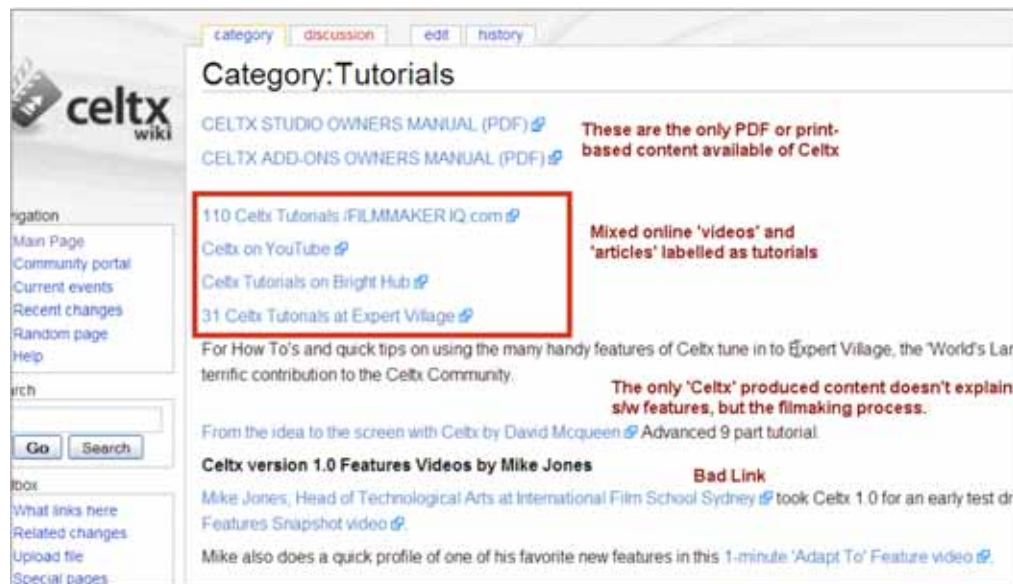 category discussion edit history
celtx
wiki
Category:Tutorials
CELTX STUDIO OWNERS MANUAL (PDF)
CELTX ADD-ONS OWNERS MANUAL (PDF)
These are the only PDF or print-
based content available of Celtx
110 Celtx Tutorials /FILMMAKER IQ.com
Celtx on YouTube
Celtx Tutorials on Bright Hub
31 Celtx Tutorials at Expert Village
Mixed online 'videos' and
'articles' labelled as tutorials
For How To's and quick tips on using the many handy features of Celtx tune in to Expert Village, the 'World's Lar
terrific contribution to the Celtx Community.
The only 'Celtx' produced content doesn't explain
s/w features, but the filmaking process.
From the idea to the screen with Celtx by David Mcqueen Advanced 9 part tutorial.
Celtx version 1.0 Features Videos by Mike Jones
Bad Link
Mike Jones, Head of Technological Arts at International Film School Sydney took Celtx 1.0 for an early test dr
Features Snapshot video.
Mike also does a quick profile of one of his favorite new features in this 1-minute 'Adapt To' Feature video.
vigation
Main Page
Community portal
Current events
Recent changes
Random page
Help
rch
Go Search
lbox
What links here
Related changes
Upload file
Special pages